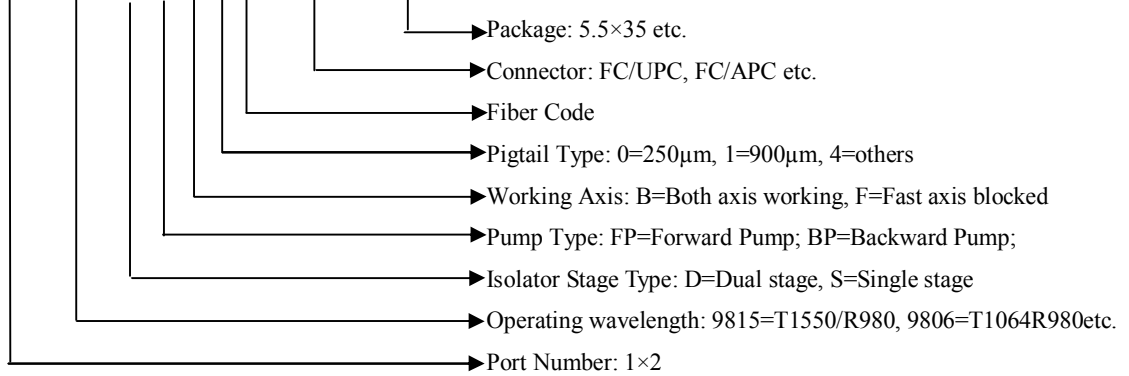 Package: 5.5×35 etc.
Connector: FC/UPC, FC/APC etc.
Fiber Code
Pigtail Type: 0=250µm, 1=900µm, 4=others
Working Axis: B=Both axis working, F=Fast axis blocked
Pump Type: FP=Forward Pump; BP=Backward Pump;
Isolator Stage Type: D=Dual stage, S=Single stage
Operating wavelength: 9815=T1550/R980, 9806=T1064R980etc.
Port Number: 1×2